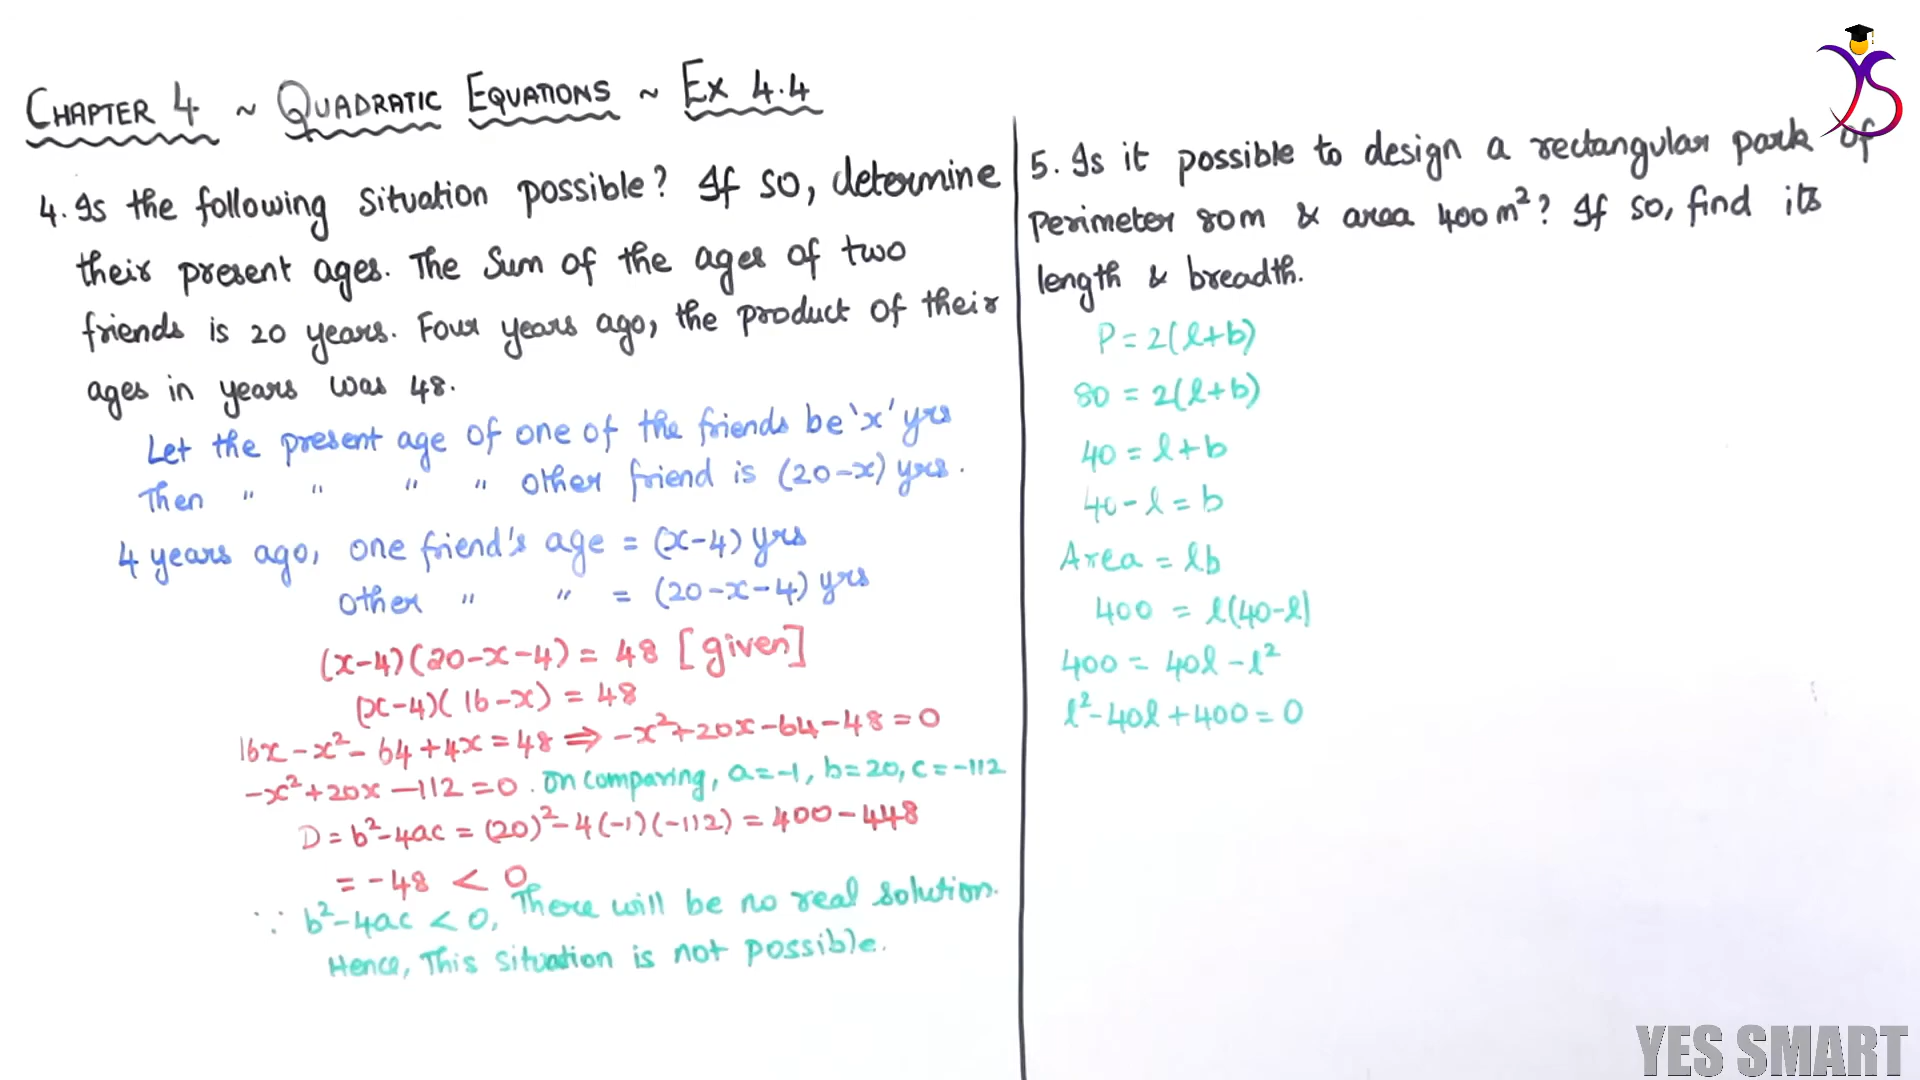 CHAPTER 4 ~ QUADRATIC EQUATIONS ~ EX 4.4
4. Is the following situation possible? If so, determine
their present ages. The Sum of the ages of two
friends is 20 years. Four years ago, the product of their
ages in years was 48.
Let the present age of one of the friends be 'x' yrs
Then " " " " other friend is (20-x) yrs.
4 years ago, one friend's age = (x-4) yrs
Other " " = (20-x-4) yrs
(x-4)(20-x-4) = 48 [given]
(x-4)(16-x) = 48
16x - x² - 64 + 4x = 48 ⇒ -x² + 20x - 64 - 48 = 0
-x² + 20x - 112 = 0. On comparing, a = -1, b = 20, c = -112
D = b² - 4ac = (20)² - 4(-1)(-112) = 400 - 448
= -48 < 0
∵ b² - 4ac < 0, There will be no real solution.
Hence, This situation is not possible.
5. Is it possible to design a rectangular park of
perimeter 80m & area 400 m²? If so, find its
length & breadth.
P = 2(l+b)
80 = 2(l+b)
40 = l+b
40 - l = b
Area = lb
400 = l(40-l)
400 = 40l - l²
l² - 40l + 400 = 0
YS
YES SMART